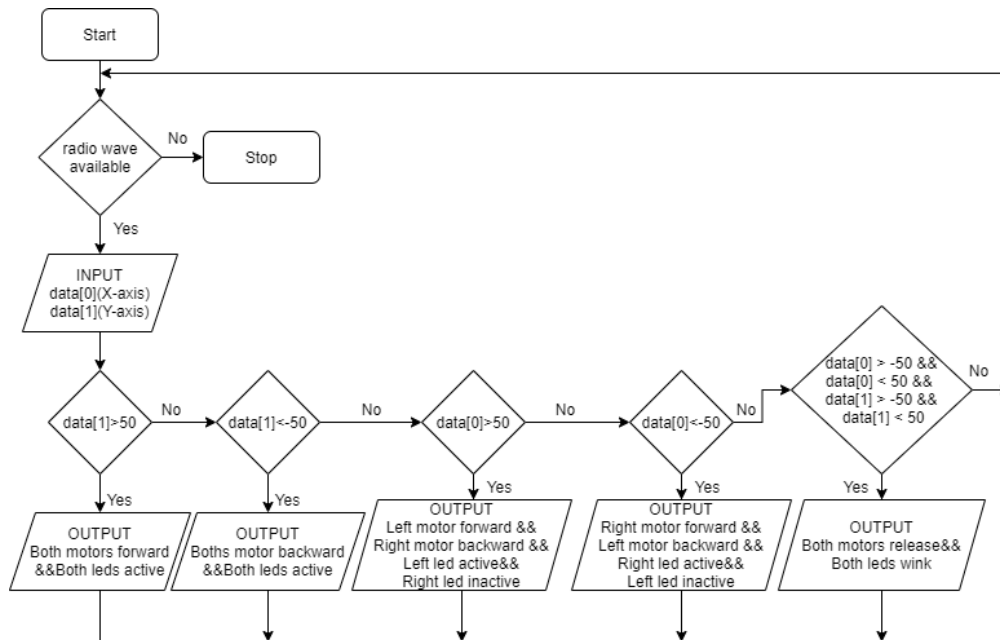 Start
radio wave
available
No
Stop
Yes
INPUT
data[0](X-axis)
data[1](Y-axis)
data[1]>50
No
data[1]<-50
No
data[0]>50
No
data[0]<-50
No
data[0] > -50 &&
data[0] < 50 &&
data[1] > -50 &&
data[1] < 50
No
Yes
Yes
Yes
Yes
Yes
OUTPUT
Both motors forward
&&Both leds active
OUTPUT
Boths motor backward
&&Both leds active
OUTPUT
Left motor forward &&
Right motor backward &&
Left led active&&
Right led inactive
OUTPUT
Right motor forward &&
Left motor backward &&
Right led active&&
Left led inactive
OUTPUT
Both motors release&&
Both leds wink